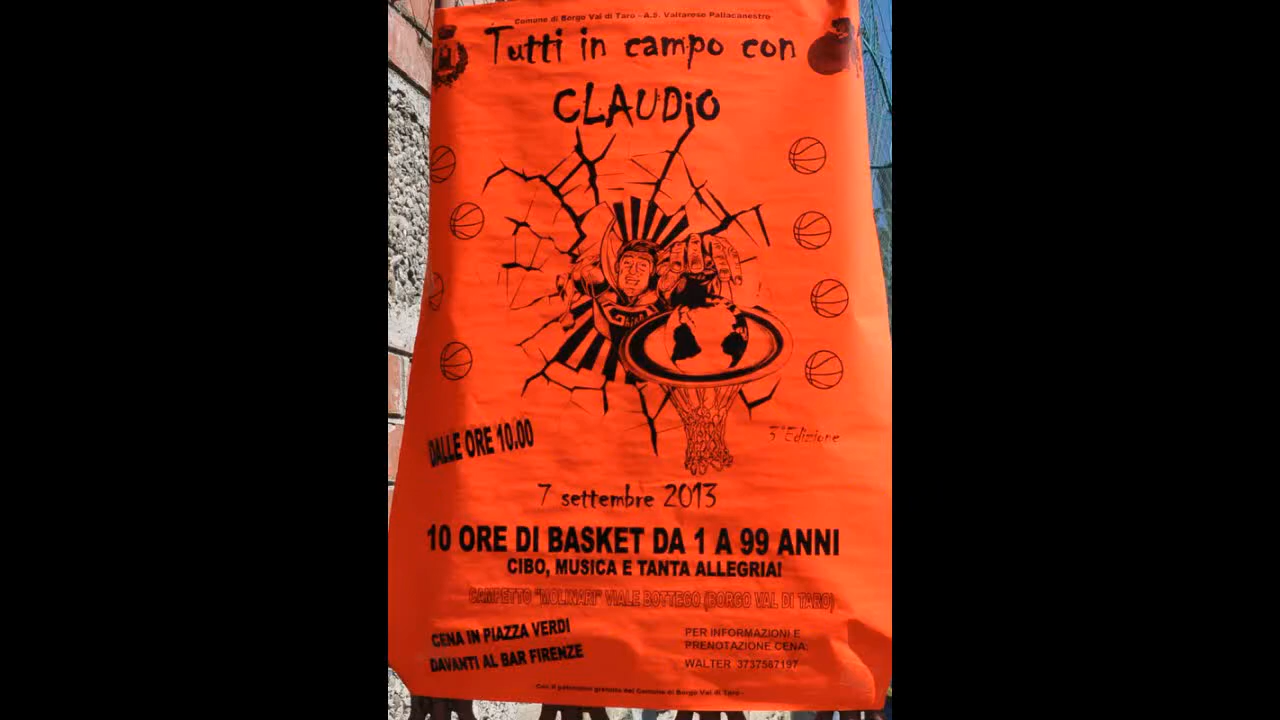 Comune di Borgo Val di Taro - A.S. Valtarese Pallacanestro
Tutti in campo con
CLAUDiO
DALLE ORE 10.00
3°Edizione
7 settembre 2013
10 ORE DI BASKET DA 1 A 99 ANNI
CIBO, MUSICA E TANTA ALLEGRIA!
CAMPETTO "MOLINARI" VIALE BOTTEGO (BORGO VAL DI TARO)
CENA IN PIAZZA VERDI
DAVANTI AL BAR FIRENZE
PER INFORMAZIONI E
PRENOTAZIONE CENA:
WALTER 3737567197
Con il patrocinio gratuito del Comune di Borgo Val di Taro-